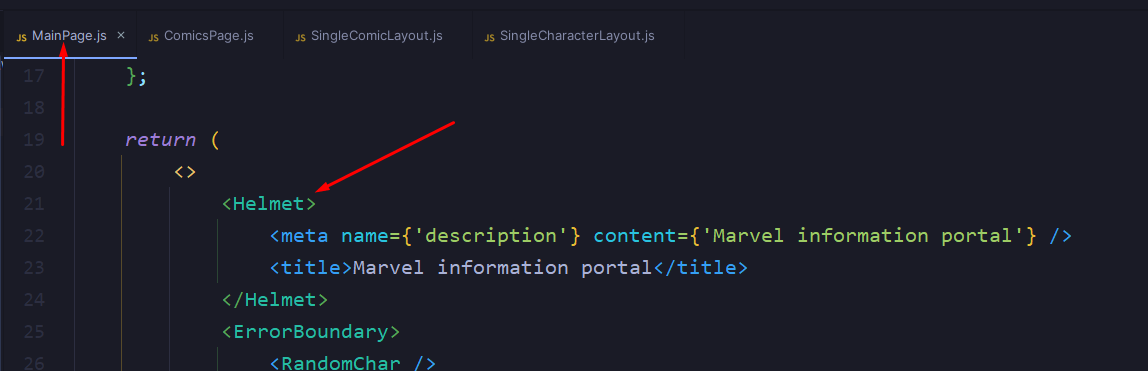 JS MainPage.js × JS ComicsPage.js JS SingleComicLayout.js JS SingleCharacterLayout.js
17 };
18
19 return (
20 <>
21 <Helmet>
22 <meta name={'description'} content={'Marvel information portal'} />
23 <title>Marvel information portal</title>
24 </Helmet>
25 <ErrorBoundary>
26 <RandomChar />